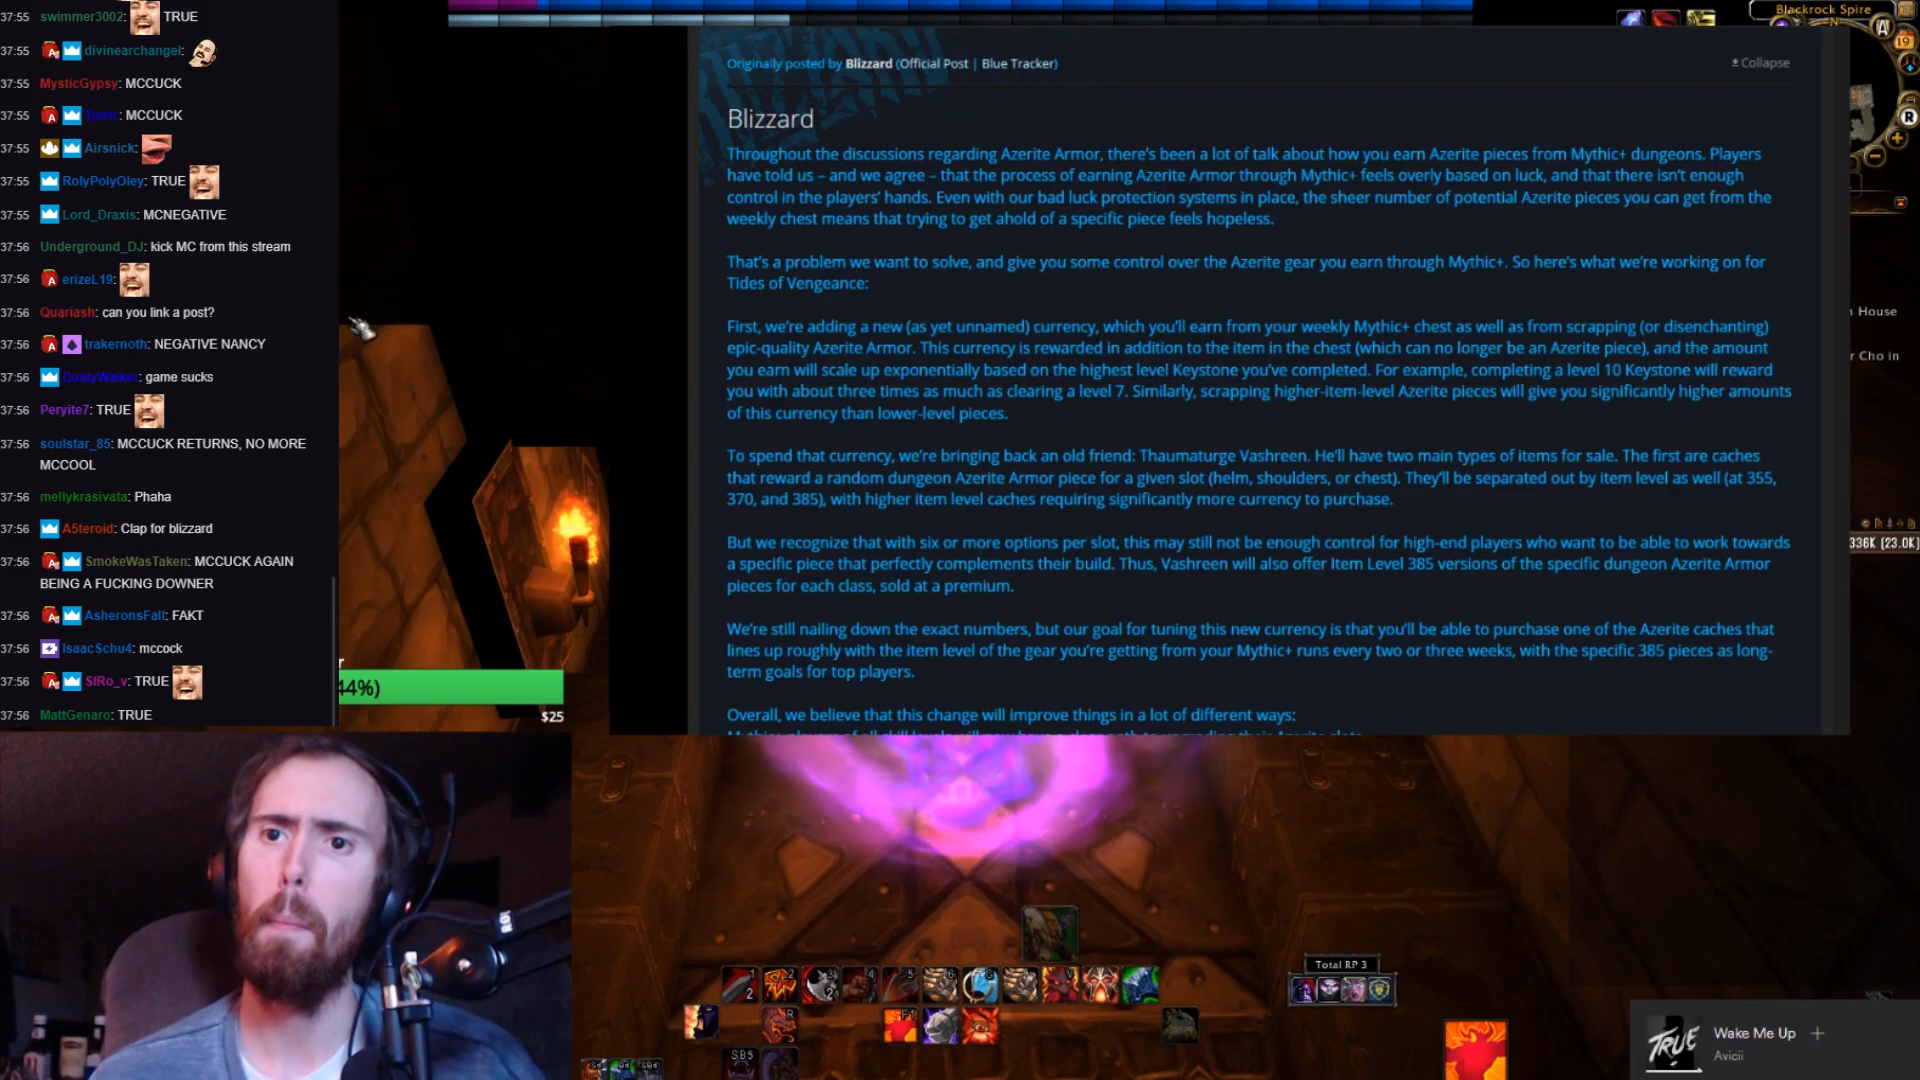 37:55 swimmer3002: TRUE
37:55 divinearchangel:
37:55 MysticGypsy: MCCUCK
37:55 Tjonc: MCCUCK
37:55 Airsnick:
37:55 RolyPolyOley: TRUE
37:55 Lord_Draxis: MCNEGATIVE
37:56 Underground_DJ: kick MC from this stream
37:56 erizeL19:
37:56 Quariash: can you link a post?
37:56 trakernoth: NEGATIVE NANCY
37:56 DustyWalker: game sucks
37:56 Peryite7: TRUE
37:56 soulstar_85: MCCUCK RETURNS, NO MORE
MCCOOL
37:56 mellykrasivata: Phaha
37:56 A5teroid: Clap for blizzard
37:56 SmokeWasTaken: MCCUCK AGAIN
BEING A FUCKING DOWNER
37:56 AsheronsFall: FAKT
37:56 IsaacSchu4: mccock
37:56 SIRo_v: TRUE
37:56 MattGenaro: TRUE
r
44%)
$25
Originally posted by Blizzard (Official Post | Blue Tracker)
Collapse
Blizzard
Throughout the discussions regarding Azerite Armor, there's been a lot of talk about how you earn Azerite pieces from Mythic+ dungeons. Players
have told us – and we agree – that the process of earning Azerite Armor through Mythic+ feels overly based on luck, and that there isn't enough
control in the players' hands. Even with our bad luck protection systems in place, the sheer number of potential Azerite pieces you can get from the
weekly chest means that trying to get ahold of a specific piece feels hopeless.
That's a problem we want to solve, and give you some control over the Azerite gear you earn through Mythic+. So here's what we're working on for
Tides of Vengeance:
First, we're adding a new (as yet unnamed) currency, which you'll earn from your weekly Mythic+ chest as well as from scrapping (or disenchanting)
epic-quality Azerite Armor. This currency is rewarded in addition to the item in the chest (which can no longer be an Azerite piece), and the amount
you earn will scale up exponentially based on the highest level Keystone you've completed. For example, completing a level 10 Keystone will reward
you with about three times as much as clearing a level 7. Similarly, scrapping higher-item-level Azerite pieces will give you significantly higher amounts
of this currency than lower-level pieces.
To spend that currency, we're bringing back an old friend: Thaumaturge Vashreen. He'll have two main types of items for sale. The first are caches
that reward a random dungeon Azerite Armor piece for a given slot (helm, shoulders, or chest). They'll be separated out by item level as well (at 355,
370, and 385), with higher item level caches requiring significantly more currency to purchase.
But we recognize that with six or more options per slot, this may still not be enough control for high-end players who want to be able to work towards
a specific piece that perfectly complements their build. Thus, Vashreen will also offer Item Level 385 versions of the specific dungeon Azerite Armor
pieces for each class, sold at a premium.
We're still nailing down the exact numbers, but our goal for tuning this new currency is that you'll be able to purchase one of the Azerite caches that
lines up roughly with the item level of the gear you're getting from your Mythic+ runs every two or three weeks, with the specific 385 pieces as long-
term goals for top players.
Overall, we believe that this change will improve things in a lot of different ways:
Blackrock Spire
N
19
R
n House
r Cho in
336K (23.0K)
Total RP 3
SB5
TRUE
Wake Me Up
Avicii